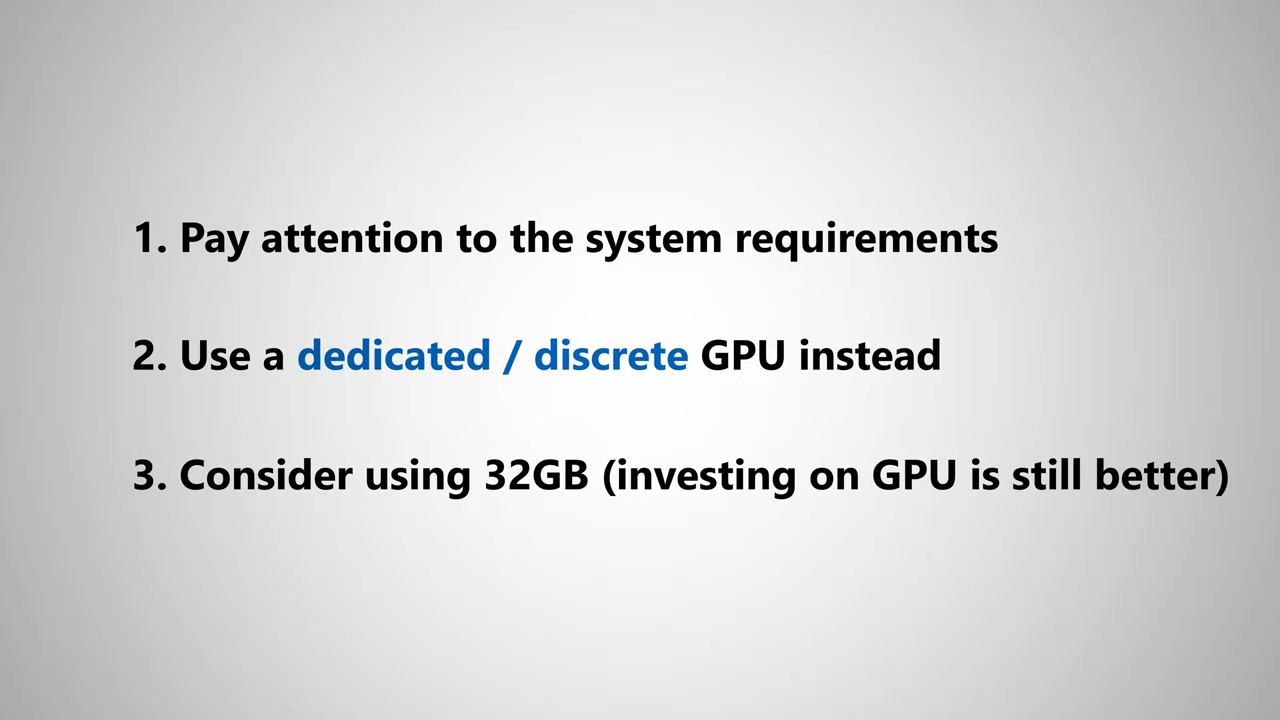 1. Pay attention to the system requirements
2. Use a dedicated / discrete GPU instead
3. Consider using 32GB (investing on GPU is still better)